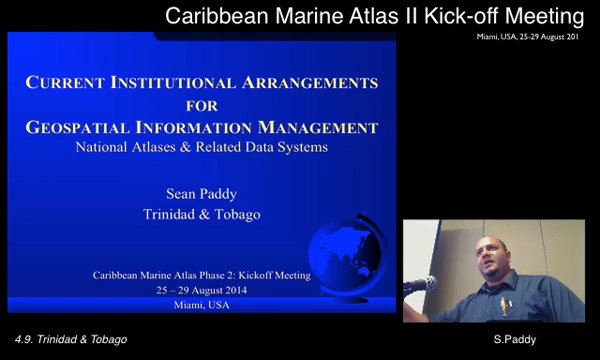 Caribbean Marine Atlas II Kick-off Meeting
Miami, USA, 25-29 August 201
CURRENT INSTITUTIONAL ARRANGEMENTS
FOR
GEOSPATIAL INFORMATION MANAGEMENT
National Atlases & Related Data Systems
Sean Paddy
Trinidad & Tobago
Caribbean Marine Atlas Phase 2: Kickoff Meeting
25 – 29 August 2014
Miami, USA
4.9. Trinidad & Tobago
S.Paddy